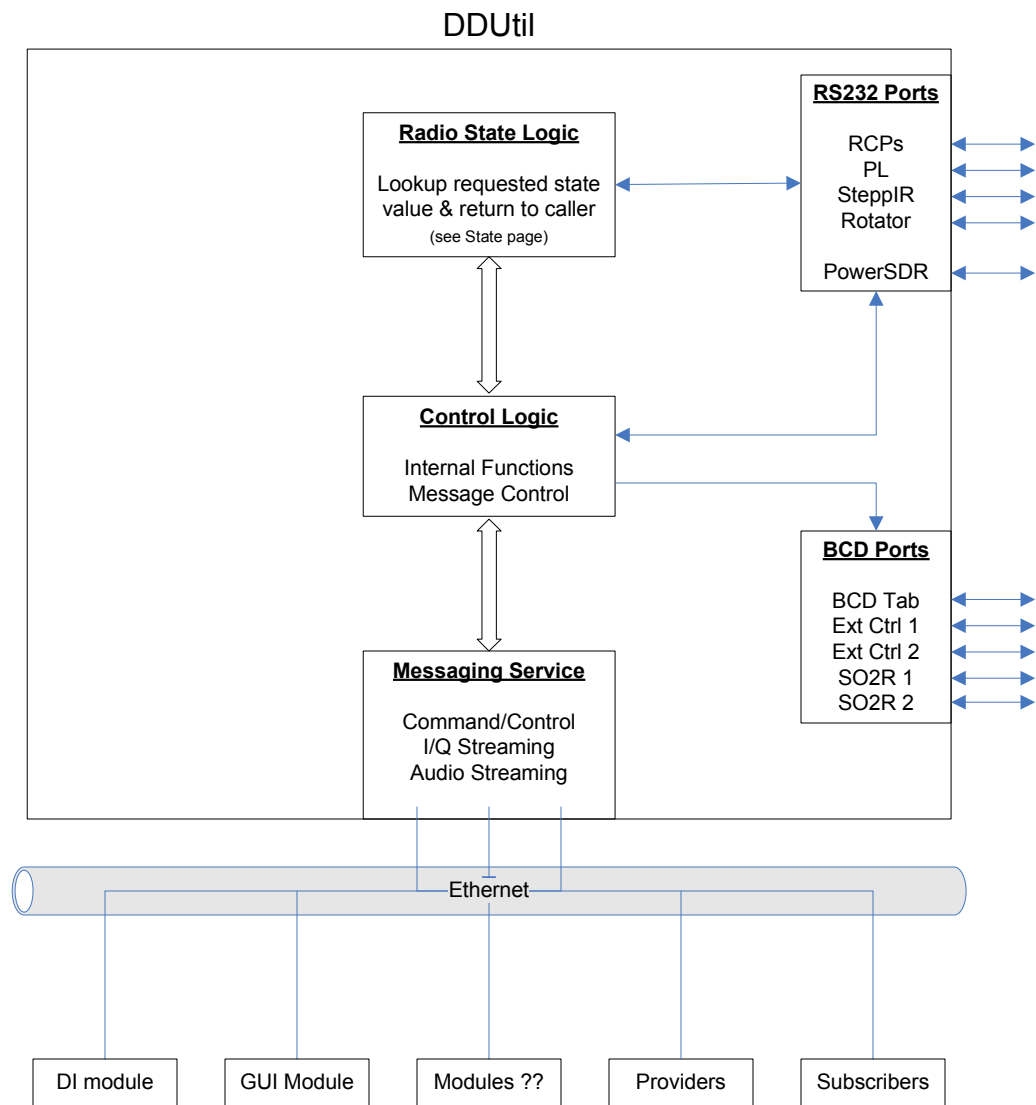 DDUtil
Radio State Logic
Lookup requested state
value & return to caller
(see State page)
RS232 Ports
RCPs
PL
SteppIR
Rotator
PowerSDR
Control Logic
Internal Functions
Message Control
BCD Ports
BCD Tab
Ext Ctrl 1
Ext Ctrl 2
SO2R 1
SO2R 2
Messaging Service
Command/Control
I/Q Streaming
Audio Streaming
Ethernet
DI module
GUI Module
Modules ??
Providers
Subscribers